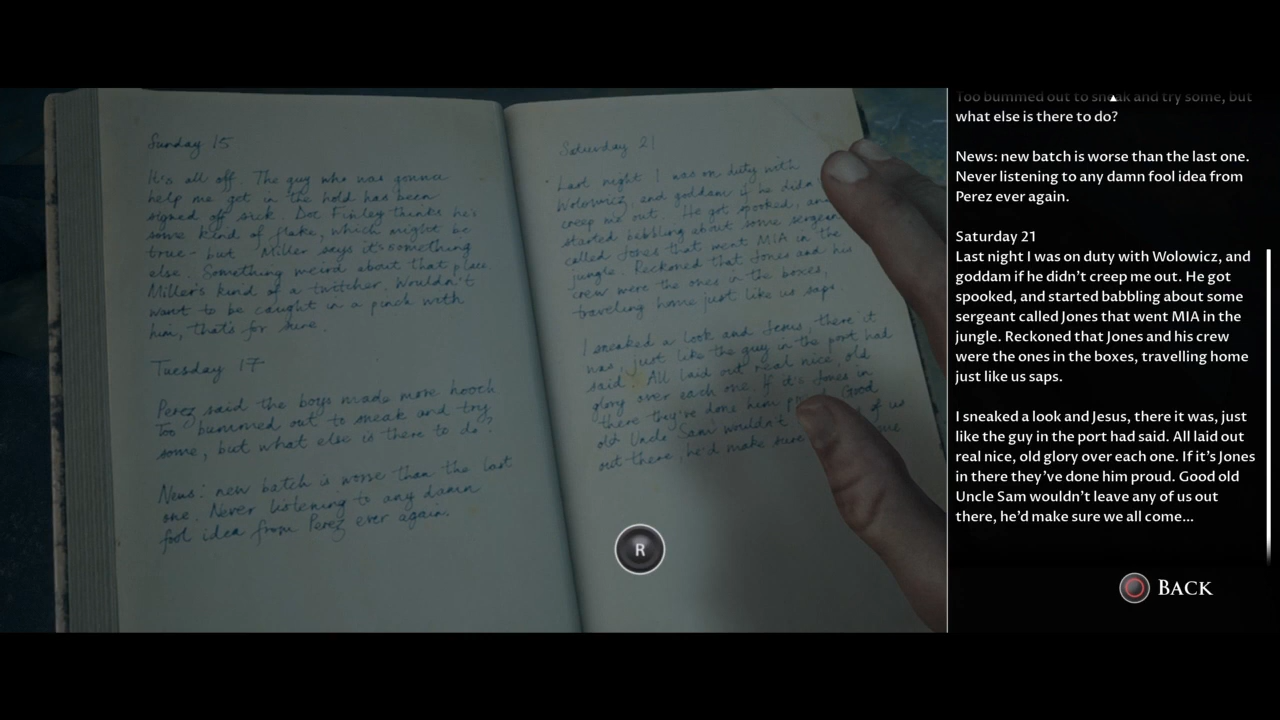 Sunday 15
It's all off. The guy who was gonna
help me get in the hold has been
signed off sick. Doc Finley thinks he's
some kind of flake, which might be
true - but Miller says it's something
else. Something weird about that place.
Miller's kind of a twitcher. Wouldn't
want to be caught in a pinch with
him, that's for sure.
Tuesday 17
Perez said the boys made more hooch
Too bummed out to sneak and try
some, but what else is there to do?
News: new batch is worse than the last
one. Never listening to any damn
fool idea from Perez ever again.
Saturday 21
Last night I was on duty with
Wolowicz, and goddam if he didn
creep me out. He got spooked, and
started babbling about some sergean
called Jones that went MIA in the
jungle. Reckoned that Jones and his
crew were the ones in the boxes,
traveling home just like us saps.
I sneaked a look and Jesus, there it
was, just like the guy in the port had
said. All laid out real nice, old
glory over each one. If it's Jones in
there they've done him p Good
old Uncle Sam wouldn't of us
out there, he'd make sure
R
Too bummed out to sneak and try some, but
what else is there to do?
News: new batch is worse than the last one.
Never listening to any damn fool idea from
Perez ever again.
Saturday 21
Last night I was on duty with Wolowicz, and
goddam if he didn't creep me out. He got
spooked, and started babbling about some
sergeant called Jones that went MIA in the
jungle. Reckoned that Jones and his crew
were the ones in the boxes, travelling home
just like us saps.
I sneaked a look and Jesus, there it was, just
like the guy in the port had said. All laid out
real nice, old glory over each one. If it's Jones
in there they've done him proud. Good old
Uncle Sam wouldn't leave any of us out
there, he'd make sure we all come...
BACK